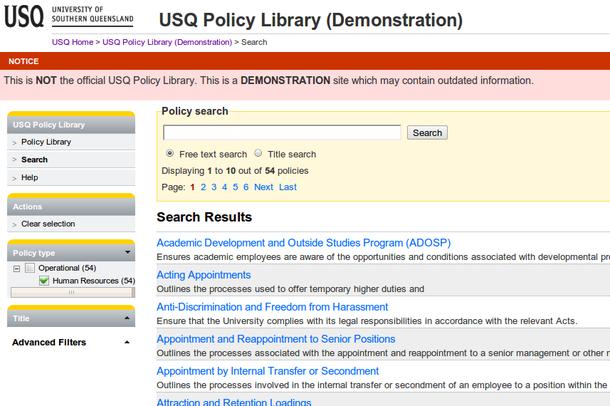 USQ
UNIVERSITY OF
SOUTHERN QUEENSLAND
USQ Policy Library (Demonstration)
USQ Home > USQ Policy Library (Demonstration) > Search
NOTICE
This is NOT the official USQ Policy Library. This is a DEMONSTRATION site which may contain outdated information.
USQ Policy Library
> Policy Library
> Search
> Help
Actions
> Clear selection
Policy type
Operational (54)
Human Resources (54)
Title
Advanced Filters
Policy search
Search
Free text search Title search
Displaying 1 to 10 out of 54 policies
Page: 1 2 3 4 5 6 Next Last
Search Results
Academic Development and Outside Studies Program (ADOSP)
Ensures academic employees are aware of the opportunities and conditions associated with developmental pr
Acting Appointments
Outlines the processes used to offer temporary higher duties and
Anti-Discrimination and Freedom from Harassment
Ensure that the University complies with its legal responsibilities in accordance with the relevant Acts.
Appointment and Reappointment to Senior Positions
Outlines the processes associated with the appointment and reappointment to a senior management or other r
Appointment by Internal Transfer or Secondment
Outlines the processes involved in the internal transfer or secondment of an employee to a position within the
Attraction and Retention Loadings